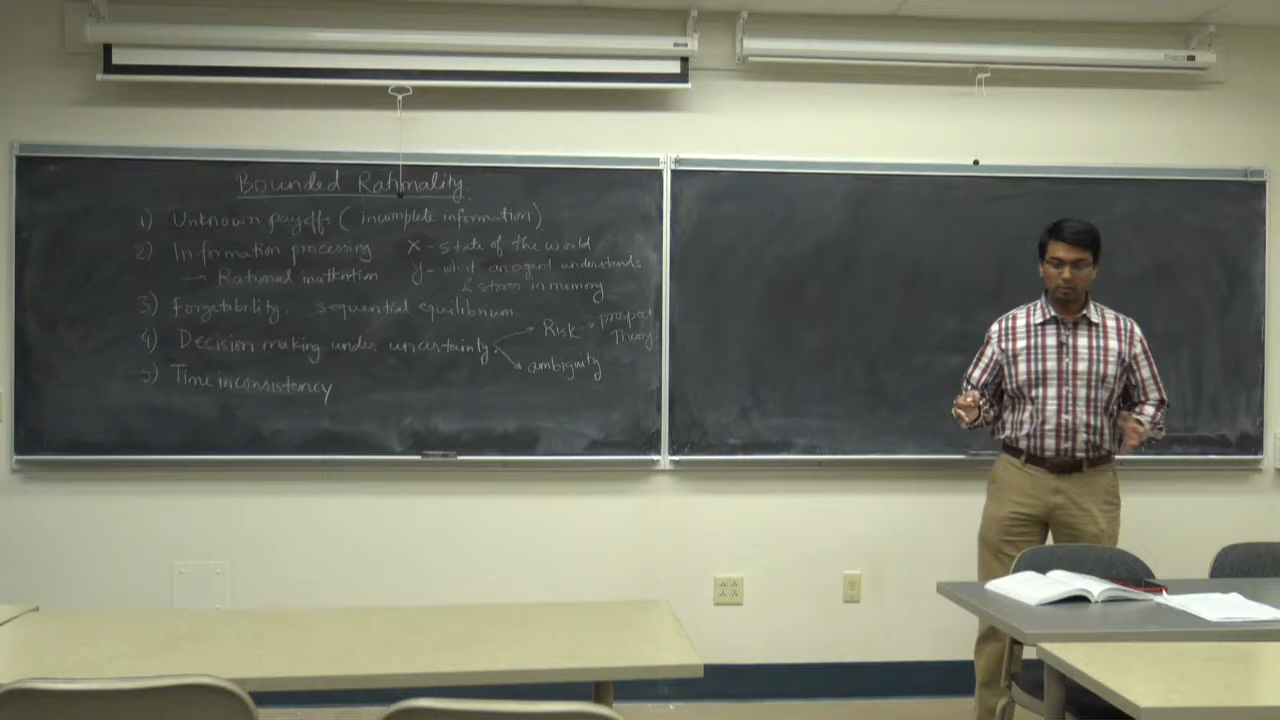 Bounded Rationality.
1) Unknown payoffs (incomplete information)
2) Information processing X - state of the world
→ Rational inattention y - what an agent understands
& stores in memory
3) Forgetability. sequential equilibrium
4) Decision making under uncertainty. → Risk → prospect Theory.
→ ambiguity
5) Time inconsistency